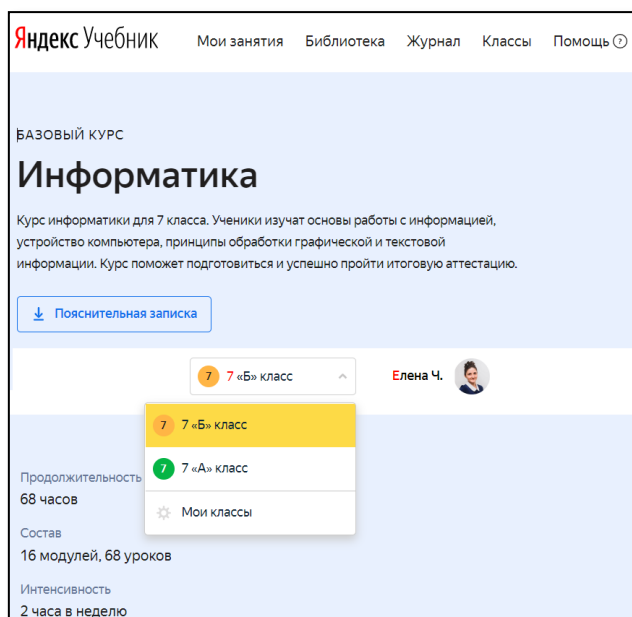 Яндекс Учебник Мои занятия Библиотека Журнал Классы Помощь ?
БАЗОВЫЙ КУРС
Информатика
Курс информатики для 7 класса. Ученики изучат основы работы с информацией,
устройство компьютера, принципы обработки графической и текстовой
информации. Курс поможет подготовиться и успешно пройти итоговую аттестацию.
Пояснительная записка
7 7 «Б» класс Елена Ч.
7 7 «Б» класс
7 7 «А» класс
Мои классы
Продолжительность
68 часов
Состав
16 модулей, 68 уроков
Интенсивность
2 часа в неделю